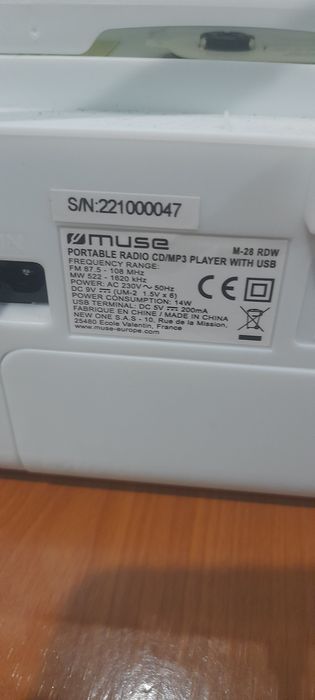 S/N:221000047
muse M-28 RDW
PORTABLE RADIO CD/MP3 PLAYER WITH USB
FREQUENCY RANGE:
FM 87.5 - 108 MHz
MW 522 - 1620 kHz
POWER: AC 230V ~ 50Hz
DC 9V ⎓ (UM-2 1.5V x 6)
POWER CONSUMPTION: 14W
USB TERMINAL: DC 5V ⎓ 200mA
FABRIQUE EN CHINE / MADE IN CHINA
NEW ONE S.A.S - 10, Rue de la Mission,
25480 Ecole Valentin, France
www.muse-europe.com
CE